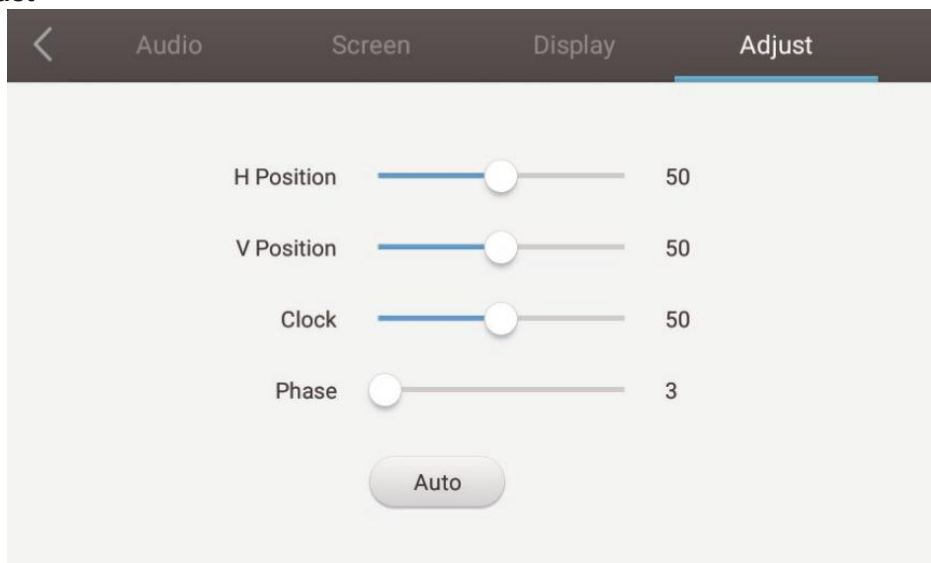 Audio Screen Display Adjust
H Position 50
V Position 50
Clock 50
Phase 3
Auto